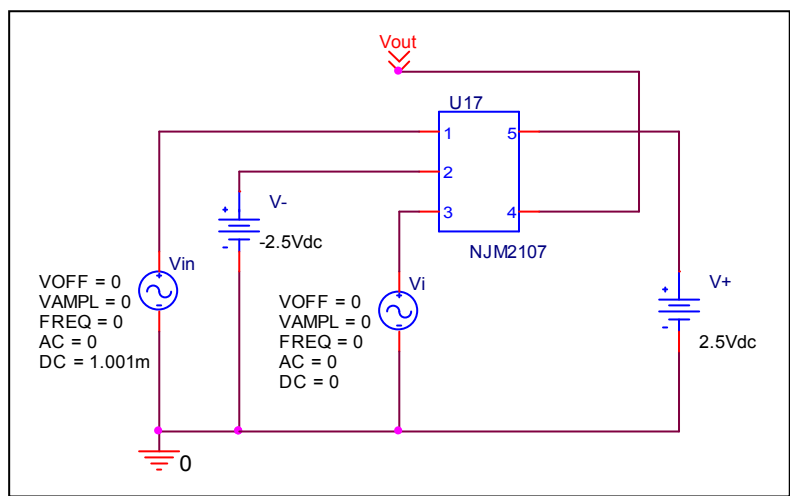 Vout
U17
1
5
2
3
4
NJM2107
V-
-2.5Vdc
Vin
VOFF = 0
VAMPL = 0
FREQ = 0
AC = 0
DC = 1.001m
Vi
VOFF = 0
VAMPL = 0
FREQ = 0
AC = 0
DC = 0
V+
2.5Vdc
0